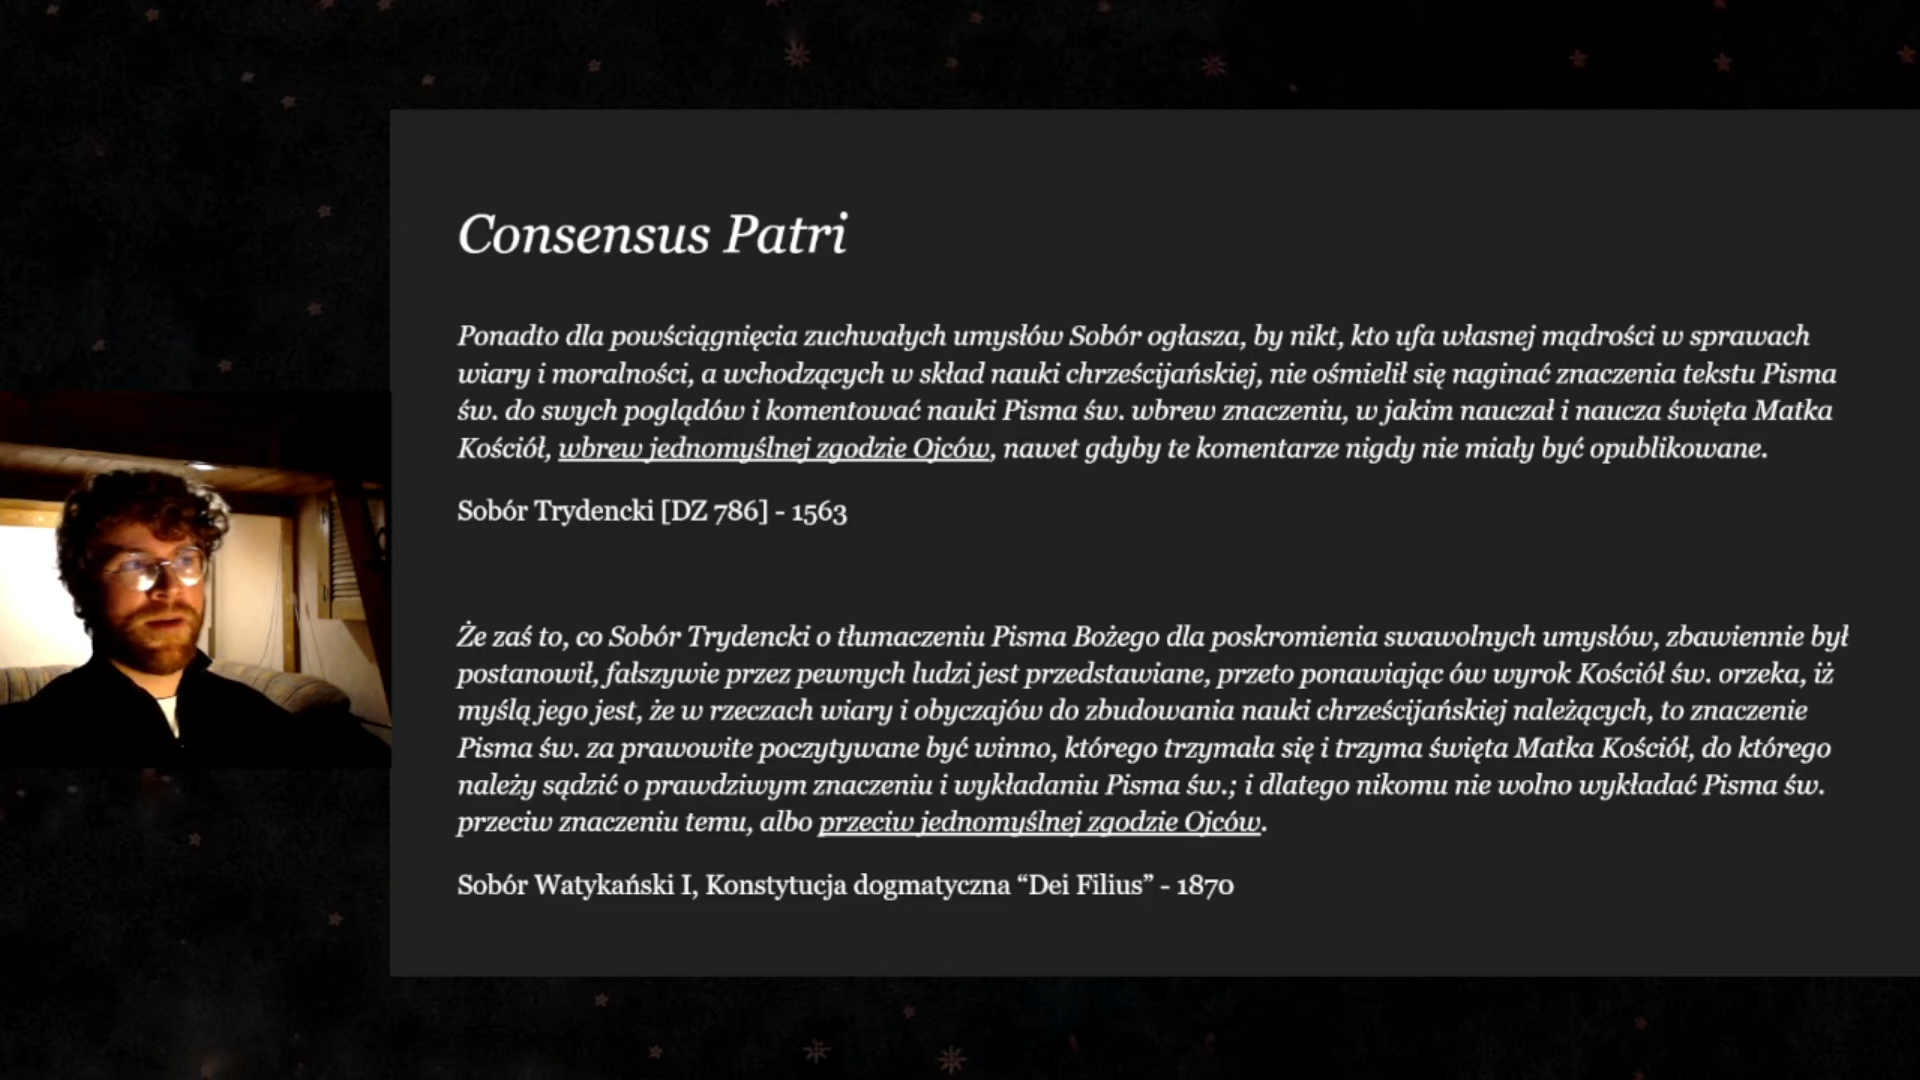 Consensus Patri
Ponadto dla powściągnięcia zuchwałych umysłów Sobór ogłasza, by nikt, kto ufa własnej mądrości w sprawach
wiary i moralności, a wchodzących w skład nauki chrześcijańskiej, nie ośmielił się naginać znaczenia tekstu Pisma
św. do swych poglądów i komentować nauki Pisma św. wbrew znaczeniu, w jakim nauczał i naucza święta Matka
Kościół, wbrew jednomyślnej zgodzie Ojców, nawet gdyby te komentarze nigdy nie miały być opublikowane.
Sobór Trydencki [DZ 786] - 1563
Że zaś to, co Sobór Trydencki o tłumaczeniu Pisma Bożego dla poskromienia swawolnych umysłów, zbawiennie był
postanowił, fałszywie przez pewnych ludzi jest przedstawiane, przeto ponawiając ów wyrok Kościół św. orzeka, iż
myślą jego jest, że w rzeczach wiary i obyczajów do zbudowania nauki chrześcijańskiej należących, to znaczenie
Pisma św. za prawowite poczytywane być winno, którego trzymała się i trzyma święta Matka Kościół, do którego
należy sądzić o prawdziwym znaczeniu i wykładaniu Pisma św.; i dlatego nikomu nie wolno wykładać Pisma św.
przeciw znaczeniu temu, albo przeciw jednomyślnej zgodzie Ojców.
Sobór Watykański I, Konstytucja dogmatyczna “Dei Filius” - 1870